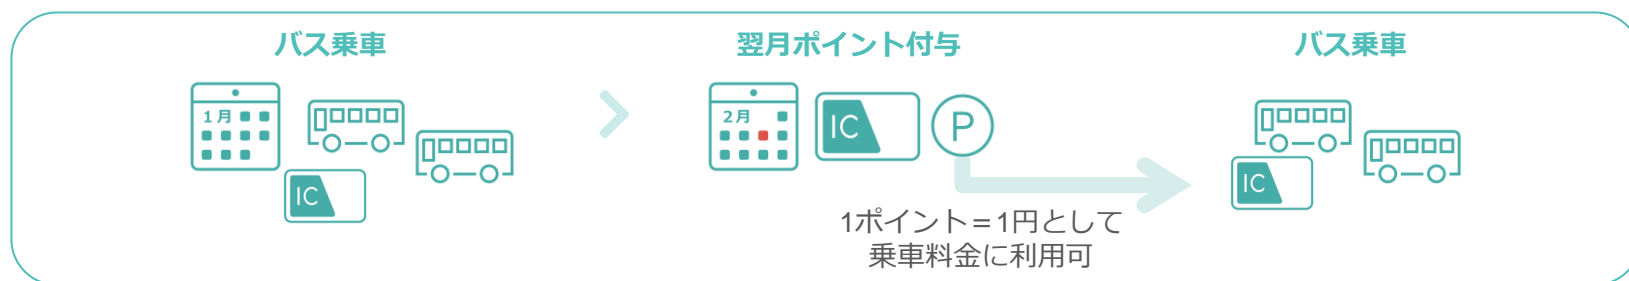 バス乗車
1月
IC
翌月ポイント付与
2月
IC
P
1ポイント＝1円として
乗車料金に利用可
バス乗車
IC